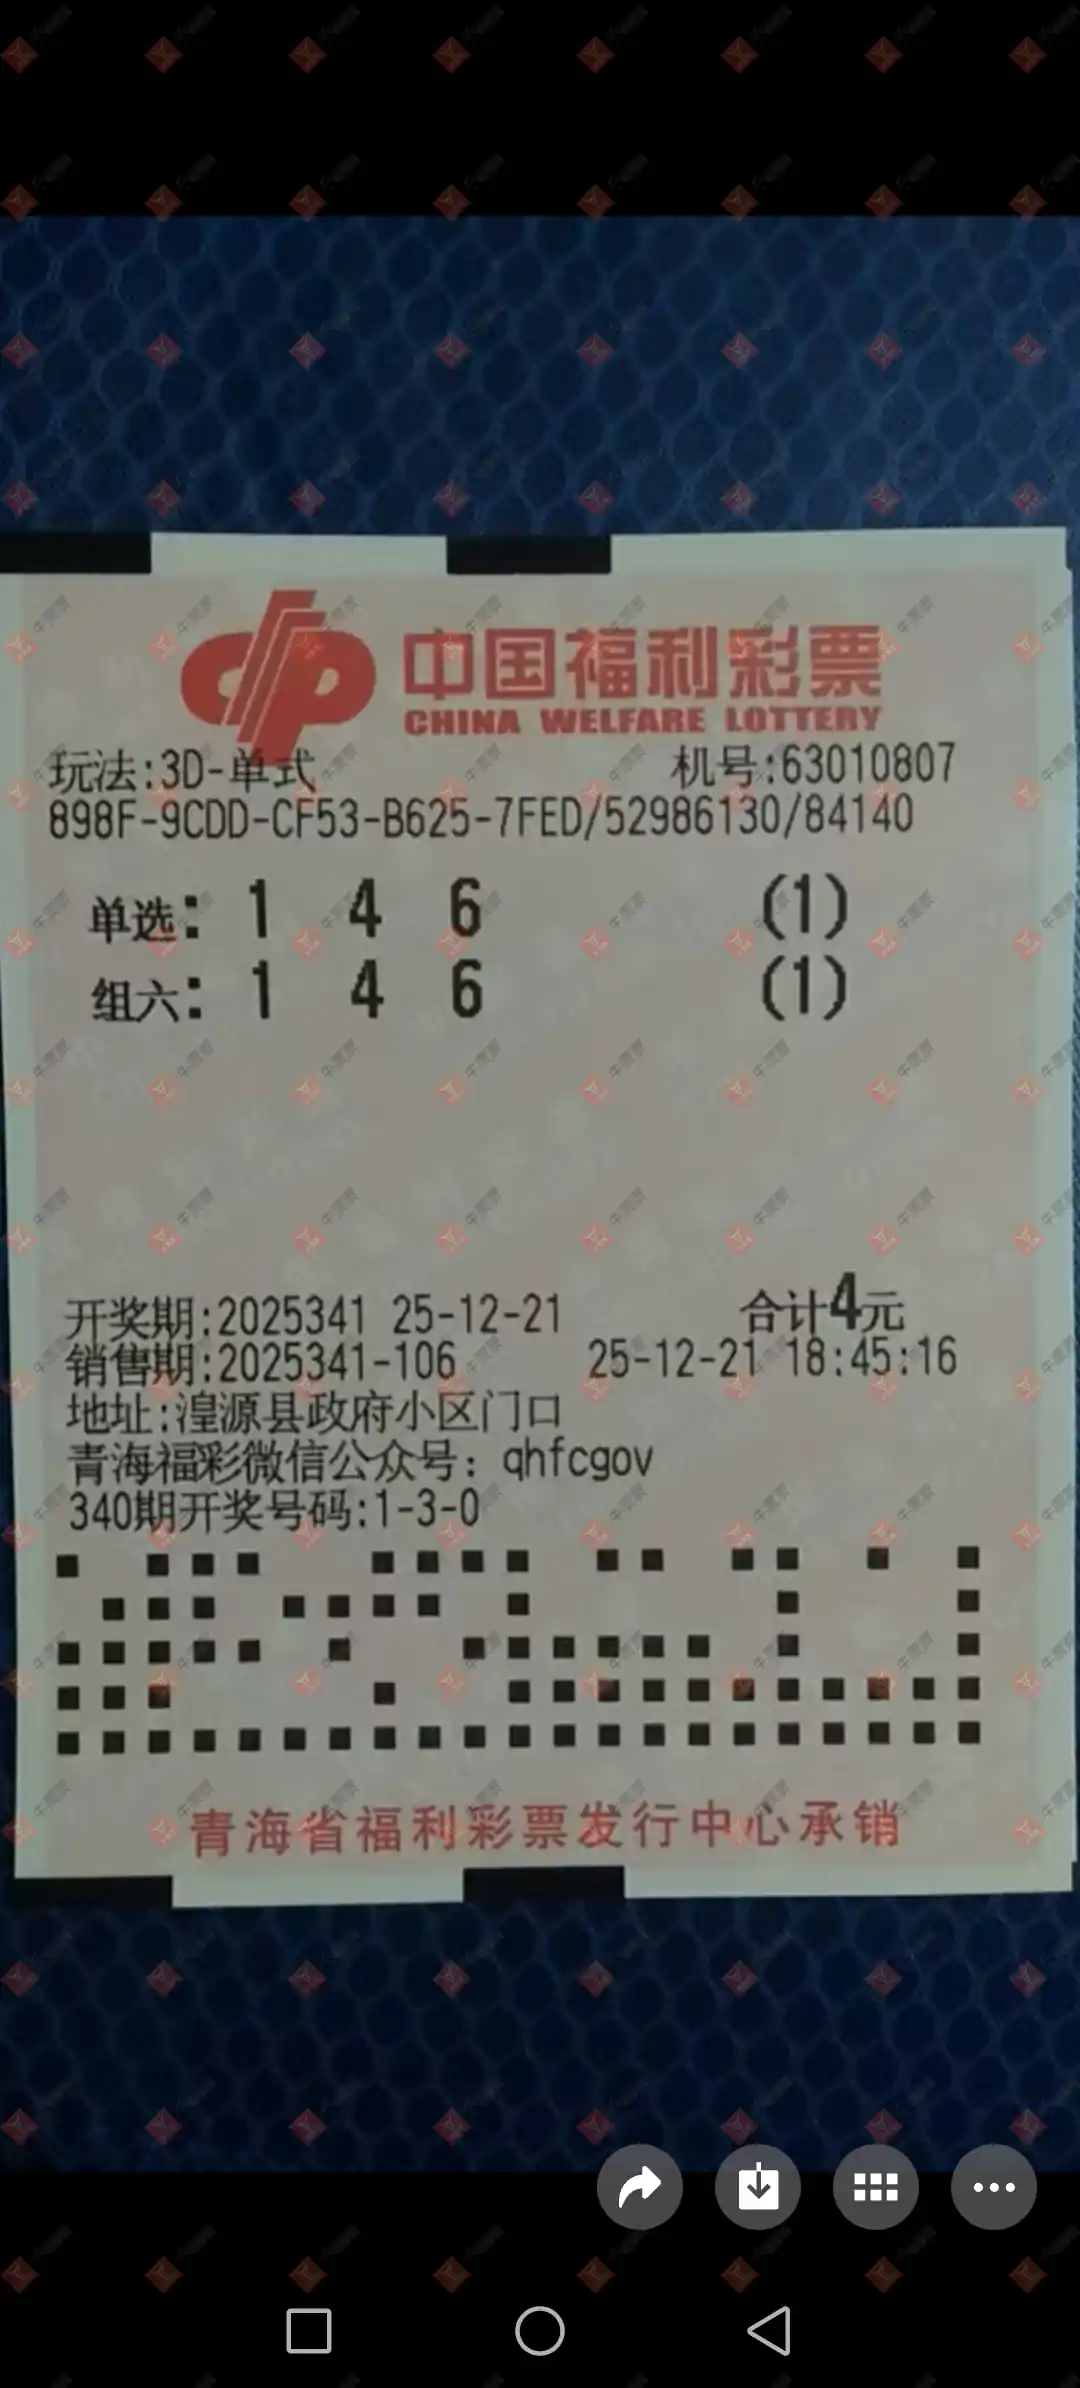 中国福利彩票
CHINA WELFARE LOTTERY
玩法:3D-单式 机号:63010807
898F-9CDD-CF53-B625-7FED/52986130/84140
单选: 1 4 6 (1)
组六: 1 4 6 (1)
开奖期:2025341 25-12-21 合计4元
销售期:2025341-106 25-12-21 18:45:16
地址:湟源县政府小区门口
青海福彩微信公众号: qhfcgov
340期开奖号码:1-3-0
青海省福利彩票发行中心承销